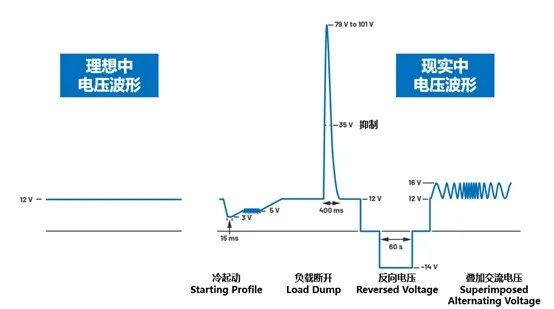 理想中
电压波形
现实中
电压波形
79 V to 101 V
35 V 抑制
12 V
3 V
5 V
15 ms
400 ms
12 V
60 s
-14 V
16 V
12 V
冷起动
Starting Profile
负载断开
Load Dump
反向电压
Reversed Voltage
叠加交流电压
Superimposed
Alternating Voltage